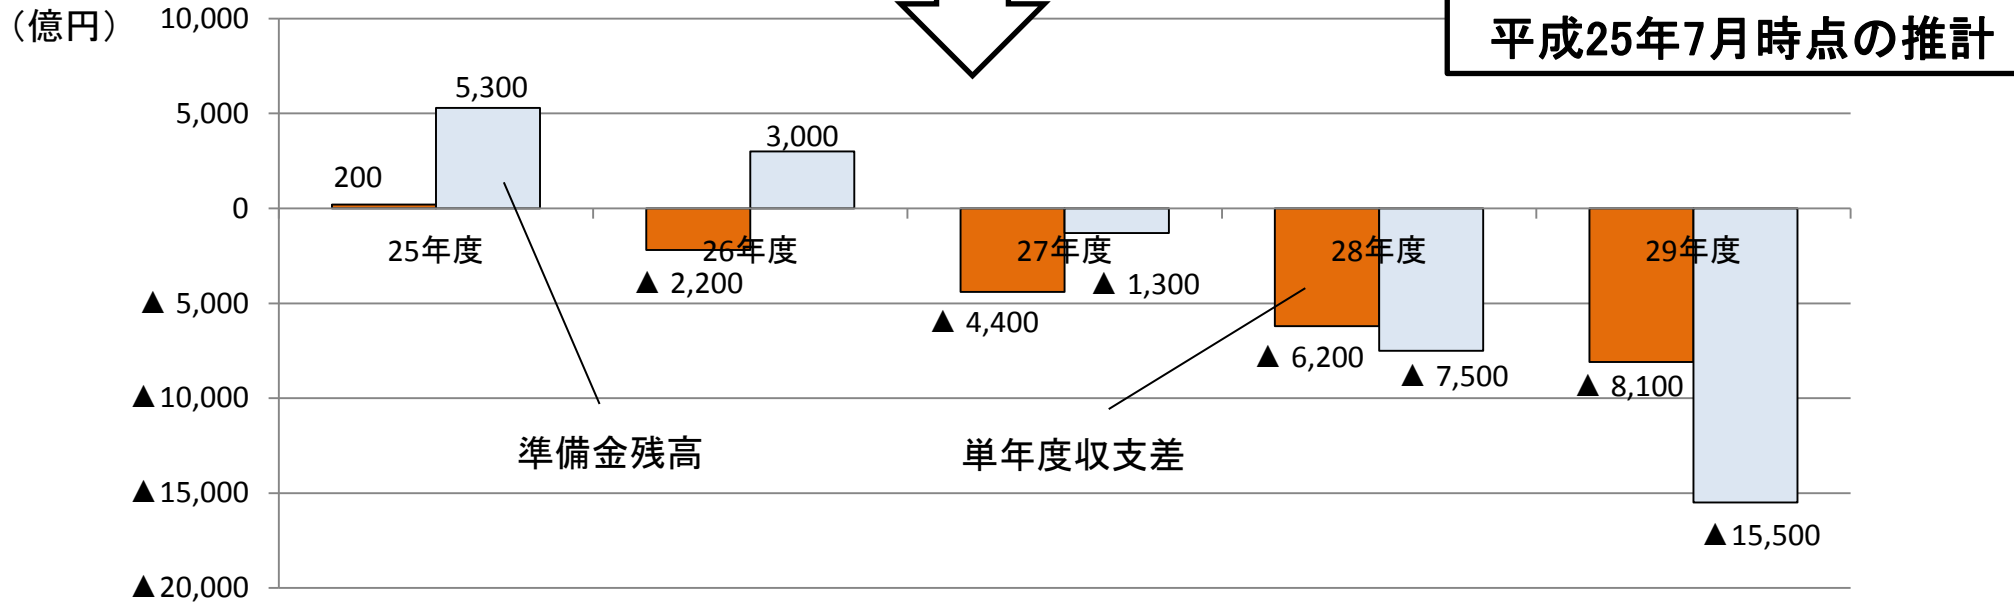 （億円）
平成25年7月時点の推計
10,000
5,000
0
▲ 5,000
▲10,000
▲15,000
▲20,000
200
5,300
3,000
25年度
26年度
27年度
28年度
29年度
▲ 2,200
▲ 1,300
▲ 4,400
▲ 6,200
▲ 7,500
▲ 8,100
▲15,500
準備金残高
単年度収支差